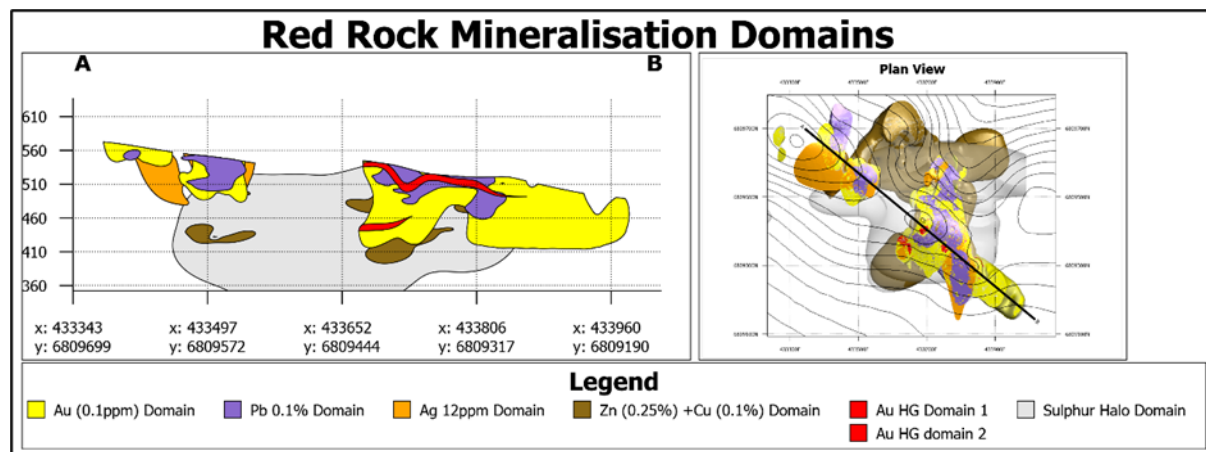 Red Rock Mineralisation Domains
A B
610
560
510
460
410
360
x: 433343 x: 433497 x: 433652 x: 433806 x: 433960
y: 6809699 y: 6809572 y: 6809444 y: 6809317 y: 6809190
Plan View
Legend
Au (0.1ppm) Domain Pb 0.1% Domain Ag 12ppm Domain Zn (0.25%) +Cu (0.1%) Domain Au HG Domain 1 Sulphur Halo Domain
Au HG domain 2